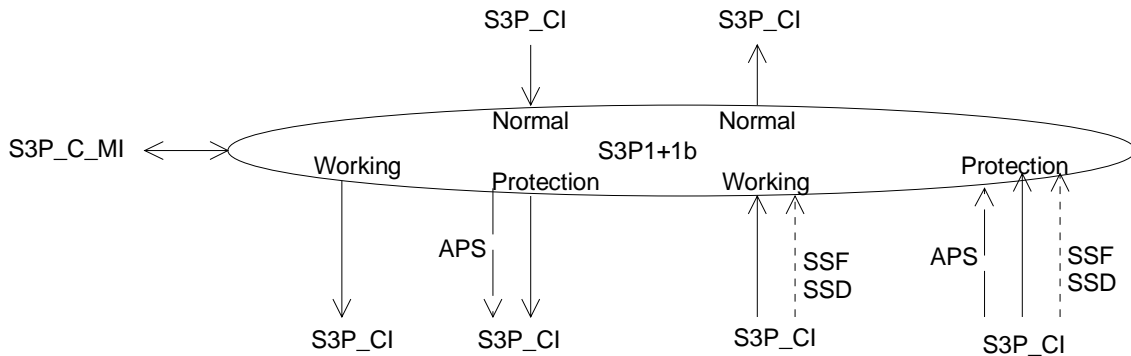 S3P_CI S3P_CI
Normal Normal
S3P_C_MI S3P1+1b
Working Protection Working Protection
APS SSF APS SSF
SSD SSD
S3P_CI S3P_CI S3P_CI S3P_CI